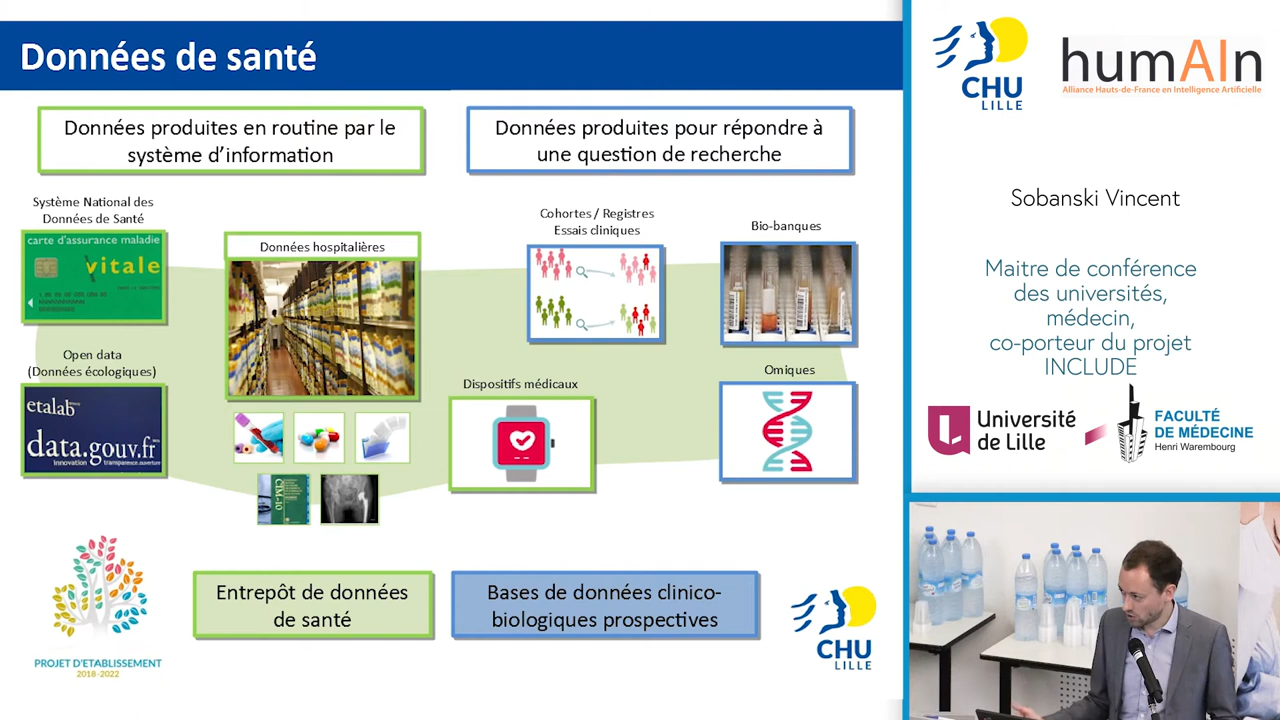 Données de santé
Données produites en routine par le
système d'information
Données produites pour répondre à
une question de recherche
Système National des
Données de Santé
carte d'assurance maladie
vitale
Données hospitalières
Cohortes / Registres
Essais cliniques
Bio-banques
Open data
(Données écologiques)
etalab
data.gouv.fr
innovation transparence ouverture
Dispositifs médicaux
Omiques
CIM-10
PROJET D'ETABLISSEMENT
2018-2022
Entrepôt de données
de santé
Bases de données clinico-
biologiques prospectives
CHU
LILLE
CHU
LILLE
humAIn
Alliance Hauts-de-France en Intelligence Artificielle
Sobanski Vincent
Maitre de conférence
des universités,
médecin,
co-porteur du projet
INCLUDE
Université
de Lille
FACULTÉ
DE MÉDECINE
Henri Warembourg